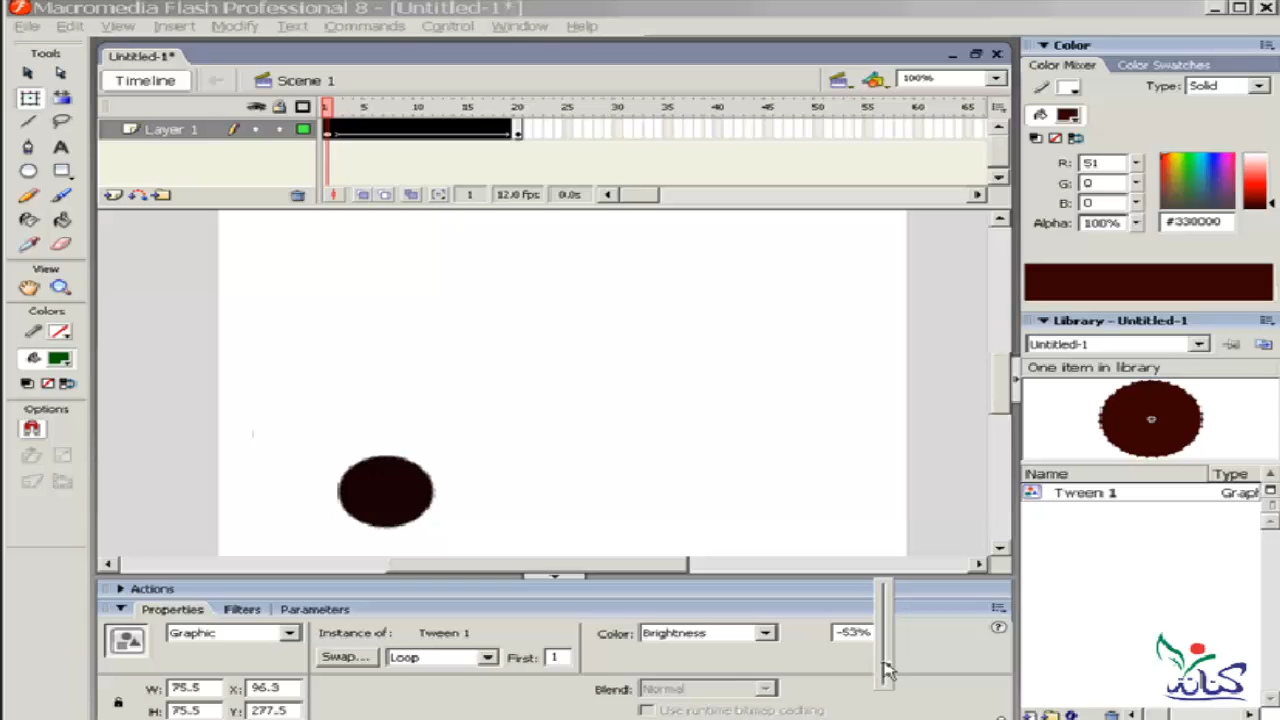 Macromedia Flash Professional 8 - [Untitled-1*]
File Edit View Insert Modify Text Commands Control Window Help
Tools
Untitled-1*
Timeline
Scene 1
100%
1 5 10 15 20 25 30 35 40 45 50 55 60 65
Layer 1
1 12.0 fps 0.0s
View
Colors
Options
Color
Color Mixer Color Swatches
Type: Solid
R: 51
G: 0
B: 0
Alpha: 100% #330000
Library - Untitled-1
Untitled-1
One item in library
Name Type
Tween 1 Graph
Actions
Properties Filters Parameters
Graphic
Instance of: Tween 1
Color: Brightness -53%
Swap... Loop First: 1
W: 75.5 X: 96.3
Blend: Normal
H: 75.5 Y: 277.5
Use runtime bitmap caching
كنانة